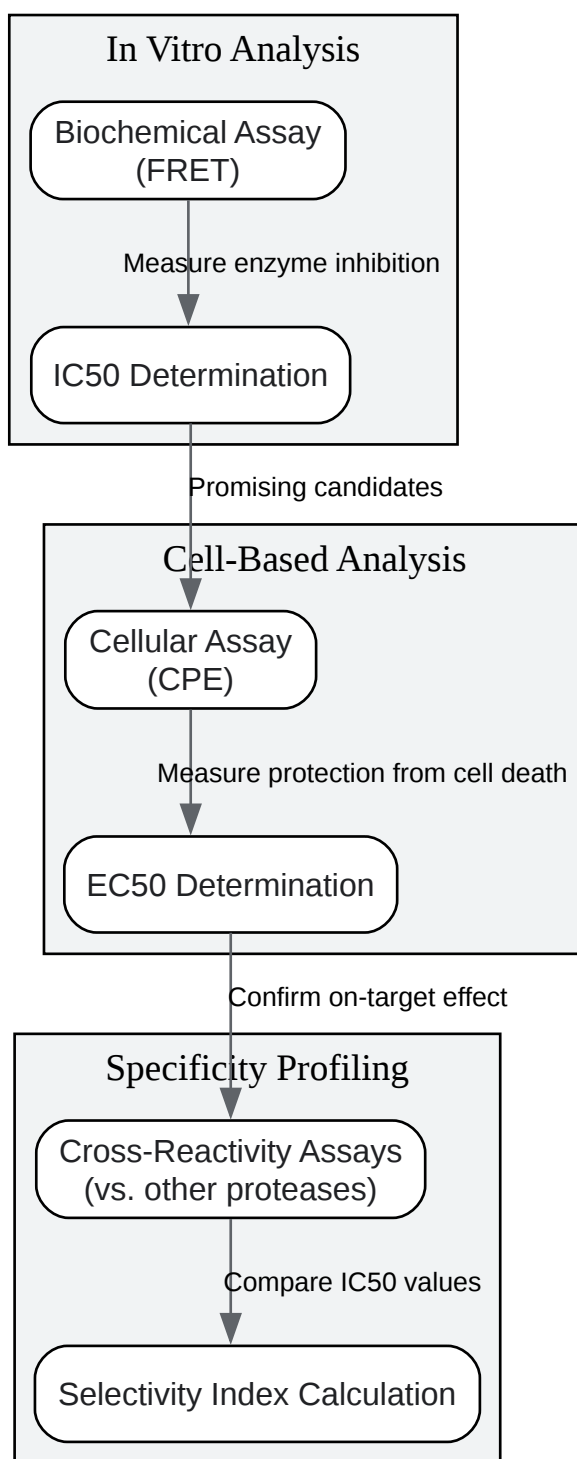 In Vitro Analysis
Biochemical Assay
(FRET)
Measure enzyme inhibition
IC50 Determination
Promising candidates
Cell-Based Analysis
Cellular Assay
(CPE)
Measure protection from cell death
EC50 Determination
Confirm on-target effect
Specificity Profiling
Cross-Reactivity Assays
(vs. other proteases)
Compare IC50 values
Selectivity Index Calculation